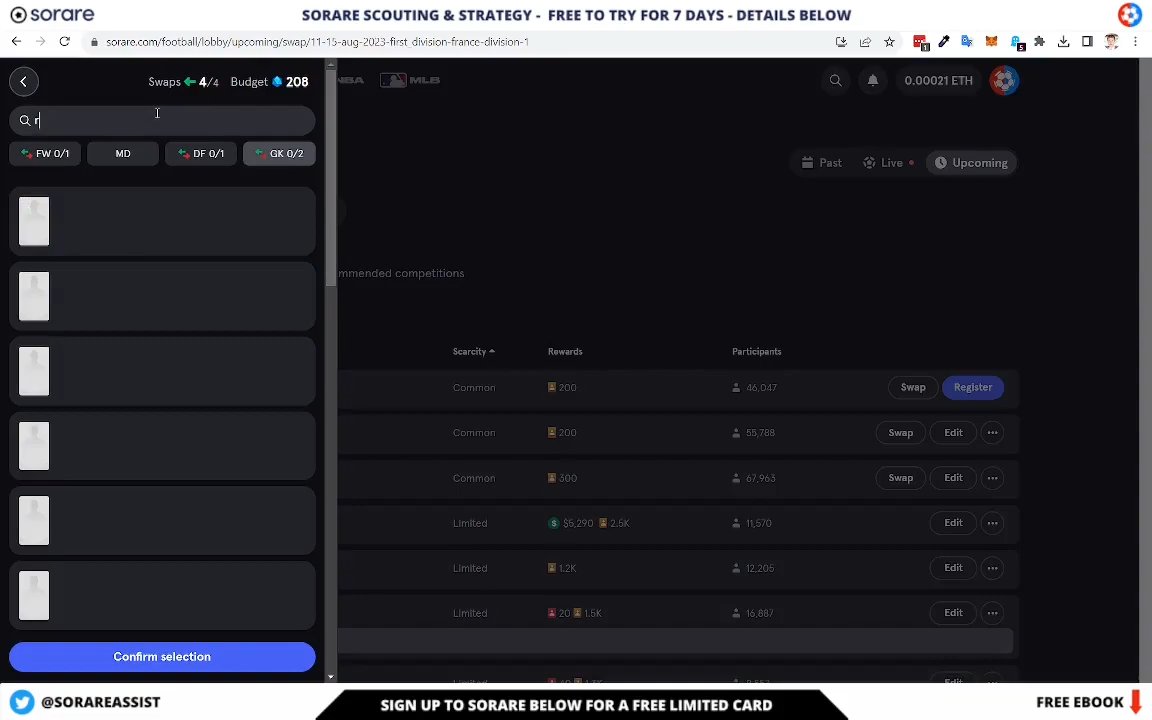 sorare
SORARE SCOUTING & STRATEGY - FREE TO TRY FOR 7 DAYS - DETAILS BELOW
sorare.com/football/lobby/upcoming/swap/11-15-aug-2023-first_division-france-division-1
1
5
Swaps 4/4 Budget 208
NBA MLB
0.00021 ETH
r
FW 0/1 MD DF 0/1 GK 0/2
Past Live Upcoming
mmended competitions
Scarcity Rewards Participants
Common 200 46,047 Swap Register
Common 200 55,788 Swap Edit
Common 300 67,963 Swap Edit
Limited $5,290 2.5K 11,570 Edit
Limited 1.2K 12,205 Edit
Limited 20 1.5K 16,887 Edit
Confirm selection
@SORAREASSIST
SIGN UP TO SORARE BELOW FOR A FREE LIMITED CARD
FREE EBOOK